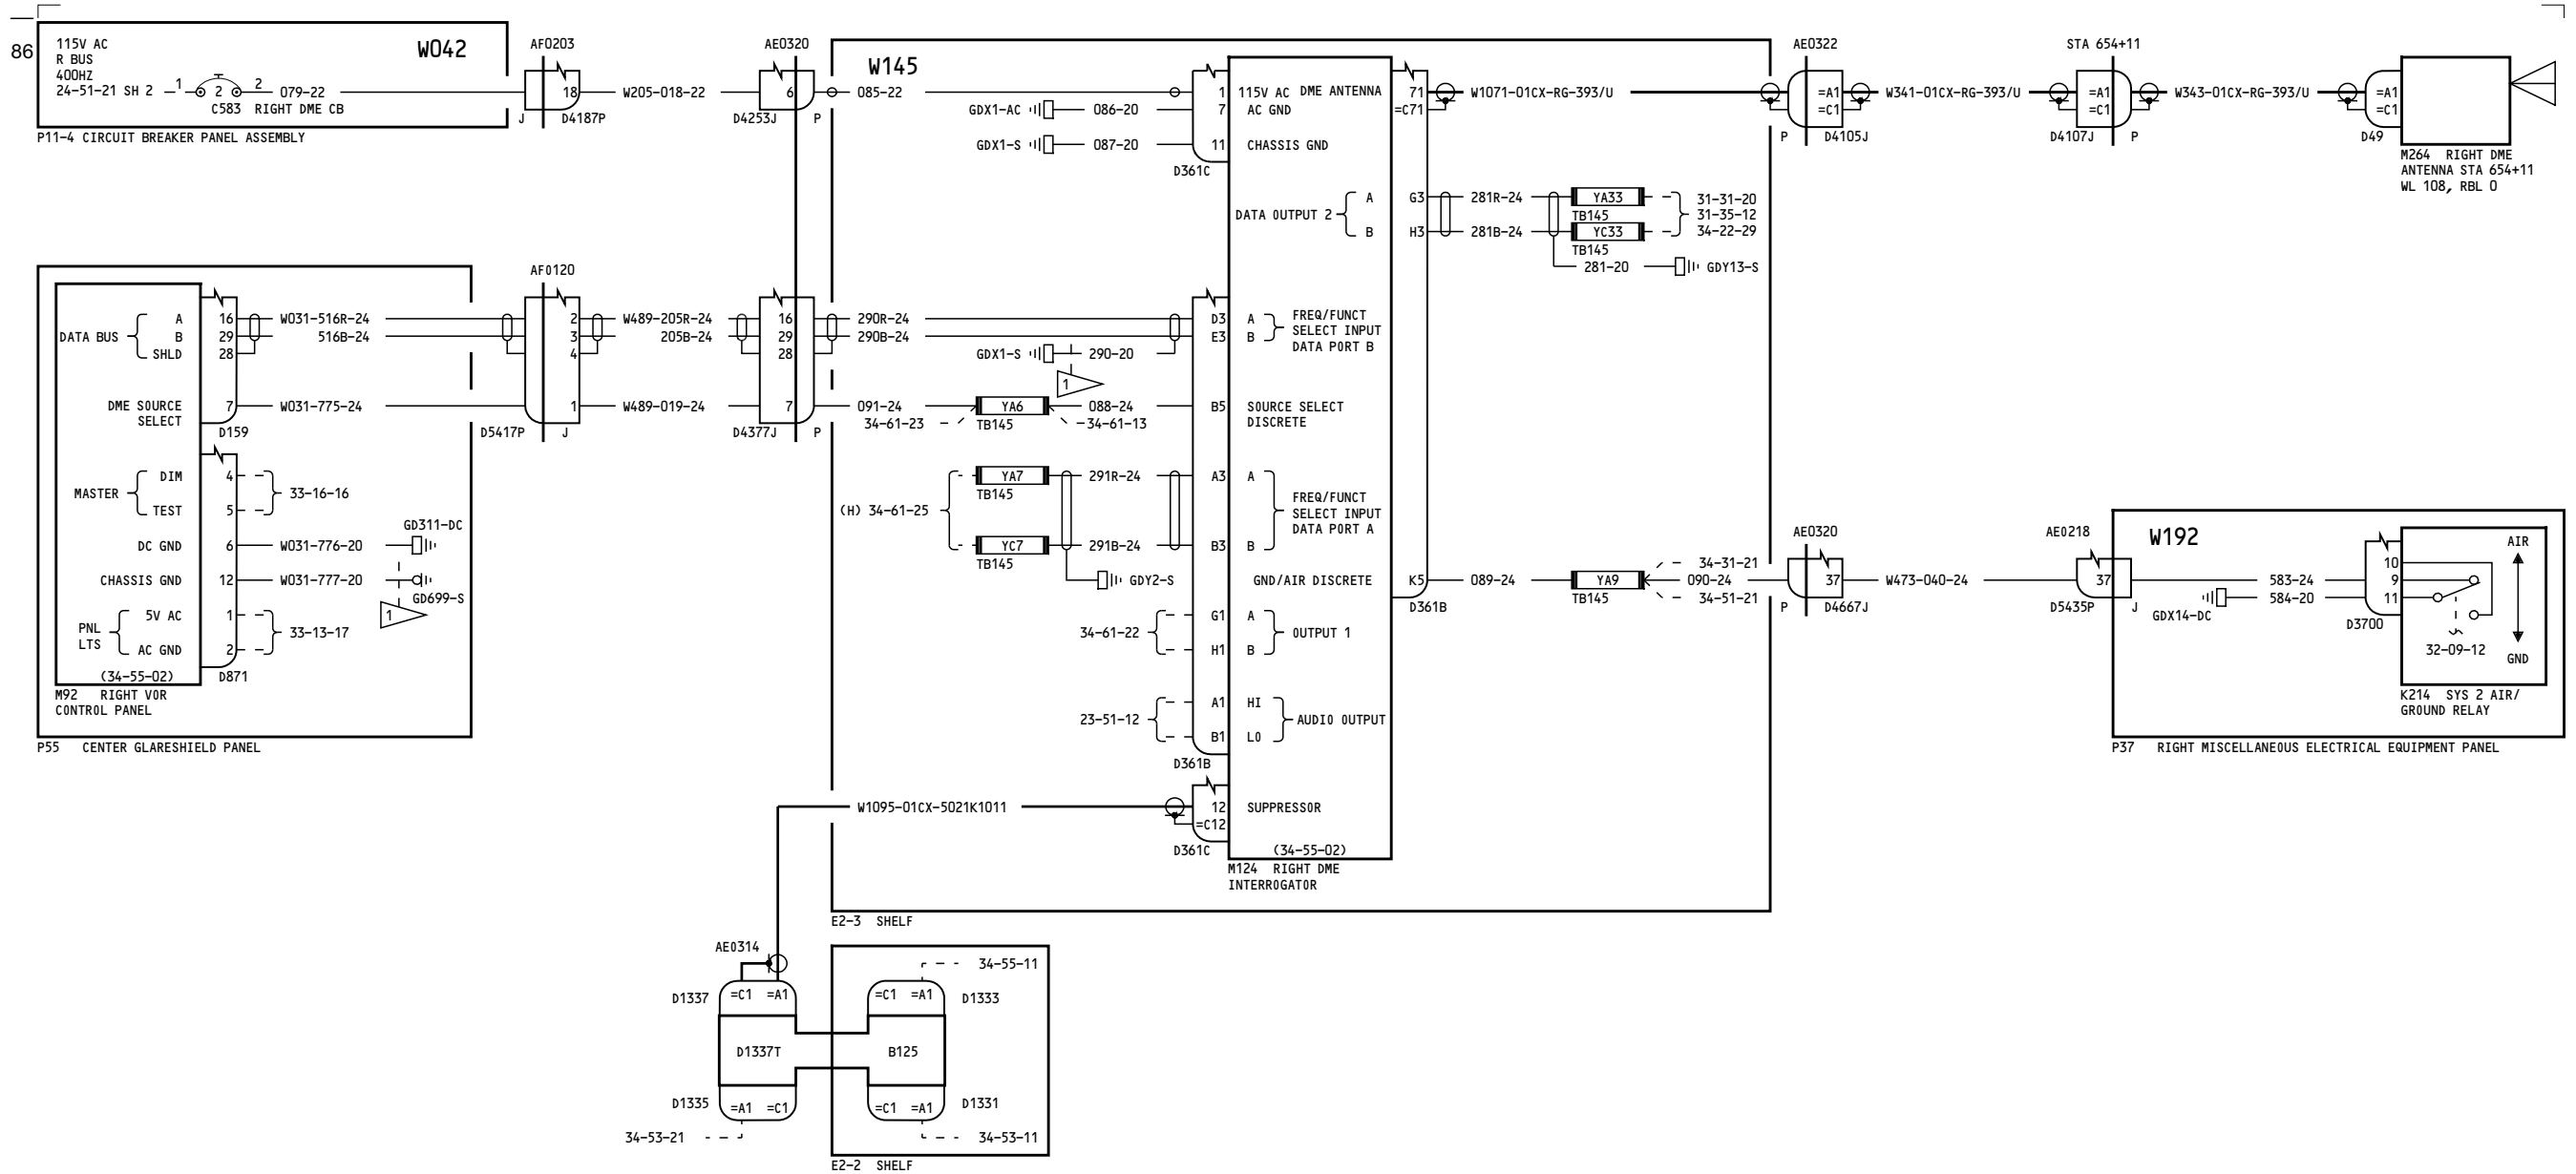 86
115V AC
R BUS
400HZ
24-51-21 SH 2
1
2
2
079-22
C583 RIGHT DME CB
W042
P11-4 CIRCUIT BREAKER PANEL ASSEMBLY
AF0203
18
J
D4187P
W205-018-22
AE0320
6
D4253J
P
W145
085-22
GDX1-AC
086-20
GDX1-S
087-20
1
7
11
D361C
115V AC
AC GND
CHASSIS GND
DME ANTENNA
71
=C71
W1071-01CX-RG-393/U
AE0322
=A1
=C1
P
D4105J
W341-01CX-RG-393/U
STA 654+11
=A1
=C1
D4107J
P
W343-01CX-RG-393/U
=A1
=C1
D49
M264 RIGHT DME
ANTENNA STA 654+11
WL 108, RBL 0
DATA OUTPUT 2
A
B
G3
H3
281R-24
281B-24
281-20
YA33
TB145
YC33
TB145
31-31-20
31-35-12
34-22-29
GDY13-S
DATA BUS
A
B
SHLD
16
29
28
W031-516R-24
516B-24
DME SOURCE
SELECT
7
W031-775-24
D159
AF0120
2
3
4
1
D5417P
J
W489-205R-24
205B-24
W489-019-24
16
29
28
7
D4377J
P
290R-24
290B-24
GDX1-S
290-20
1
091-24
34-61-23
YA6
TB145
088-24
34-61-13
D3
E3
B5
A
B
FREQ/FUNCT
SELECT INPUT
DATA PORT B
SOURCE SELECT
DISCRETE
MASTER
DIM
TEST
4
5
33-16-16
DC GND
6
W031-776-20
GD311-DC
CHASSIS GND
12
W031-777-20
GD699-S
1
PNL
LTS
5V AC
AC GND
1
2
33-13-17
(34-55-02)
D871
M92 RIGHT VOR
CONTROL PANEL
P55 CENTER GLARESHIELD PANEL
(H) 34-61-25
YA7
TB145
YC7
TB145
291R-24
291B-24
GDY2-S
A3
B3
A
B
FREQ/FUNCT
SELECT INPUT
DATA PORT A
GND/AIR DISCRETE
K5
D361B
089-24
YA9
TB145
34-31-21
090-24
34-51-21
AE0320
37
P
D4667J
W473-040-24
AE0218
37
D5435P
J
W192
583-24
584-20
GDX14-DC
10
9
11
D3700
AIR
32-09-12
GND
K214 SYS 2 AIR/
GROUND RELAY
P37 RIGHT MISCELLANEOUS ELECTRICAL EQUIPMENT PANEL
34-61-22
G1
H1
A
B
OUTPUT 1
23-51-12
A1
B1
HI
LO
AUDIO OUTPUT
D361B
W1095-01CX-5021K1011
12
=C12
SUPPRESSOR
D361C
(34-55-02)
M124 RIGHT DME
INTERROGATOR
E2-3 SHELF
AE0314
D1337
=C1 =A1
D1337T
D1335
=A1 =C1
34-53-21
34-55-11
=C1 =A1
D1333
B125
=C1 =A1
D1331
34-53-11
E2-2 SHELF